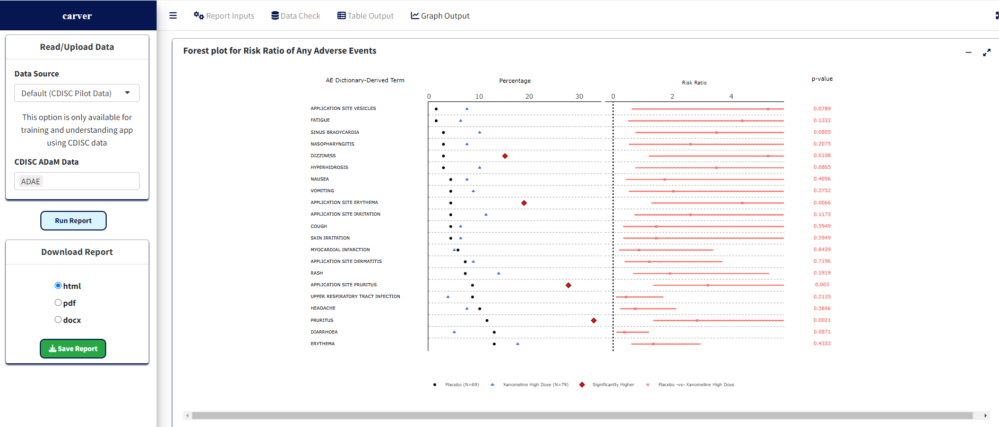 carver
Report Inputs Data Check Table Output Graph Output
Read/Upload Data
Data Source
Default (CDISC Pilot Data)
This option is only available for
training and understanding app
using CDISC data
CDISC ADaM Data
ADAE
Run Report
Download Report
html
pdf
docx
Save Report
Forest plot for Risk Ratio of Any Adverse Events
AE Dictionary-Derived Term Percentage Risk Ratio p-value
0 10 20 30 0 2 4
APPLICATION SITE VESICLES 0.0789
FATIGUE 0.1332
SINUS BRADYCARDIA 0.0805
NASOPHARYNGITIS 0.2075
DIZZINESS 0.0108
HYPERHIDROSIS 0.0805
NAUSEA 0.4096
VOMITING 0.2752
APPLICATION SITE ERYTHEMA 0.0066
APPLICATION SITE IRRITATION 0.1173
COUGH 0.5949
SKIN IRRITATION 0.5949
MYOCARDIAL INFARCTION 0.8439
APPLICATION SITE DERMATITIS 0.7196
RASH 0.1919
APPLICATION SITE PRURITUS 0.003
UPPER RESPIRATORY TRACT INFECTION 0.2135
HEADACHE 0.5846
PRURITUS 0.0021
DIARRHOEA 0.0871
ERYTHEMA 0.4333
Placebo (N=69) Xanomeline High Dose (N=79) Significantly Higher Placebo -vs- Xanomeline High Dose